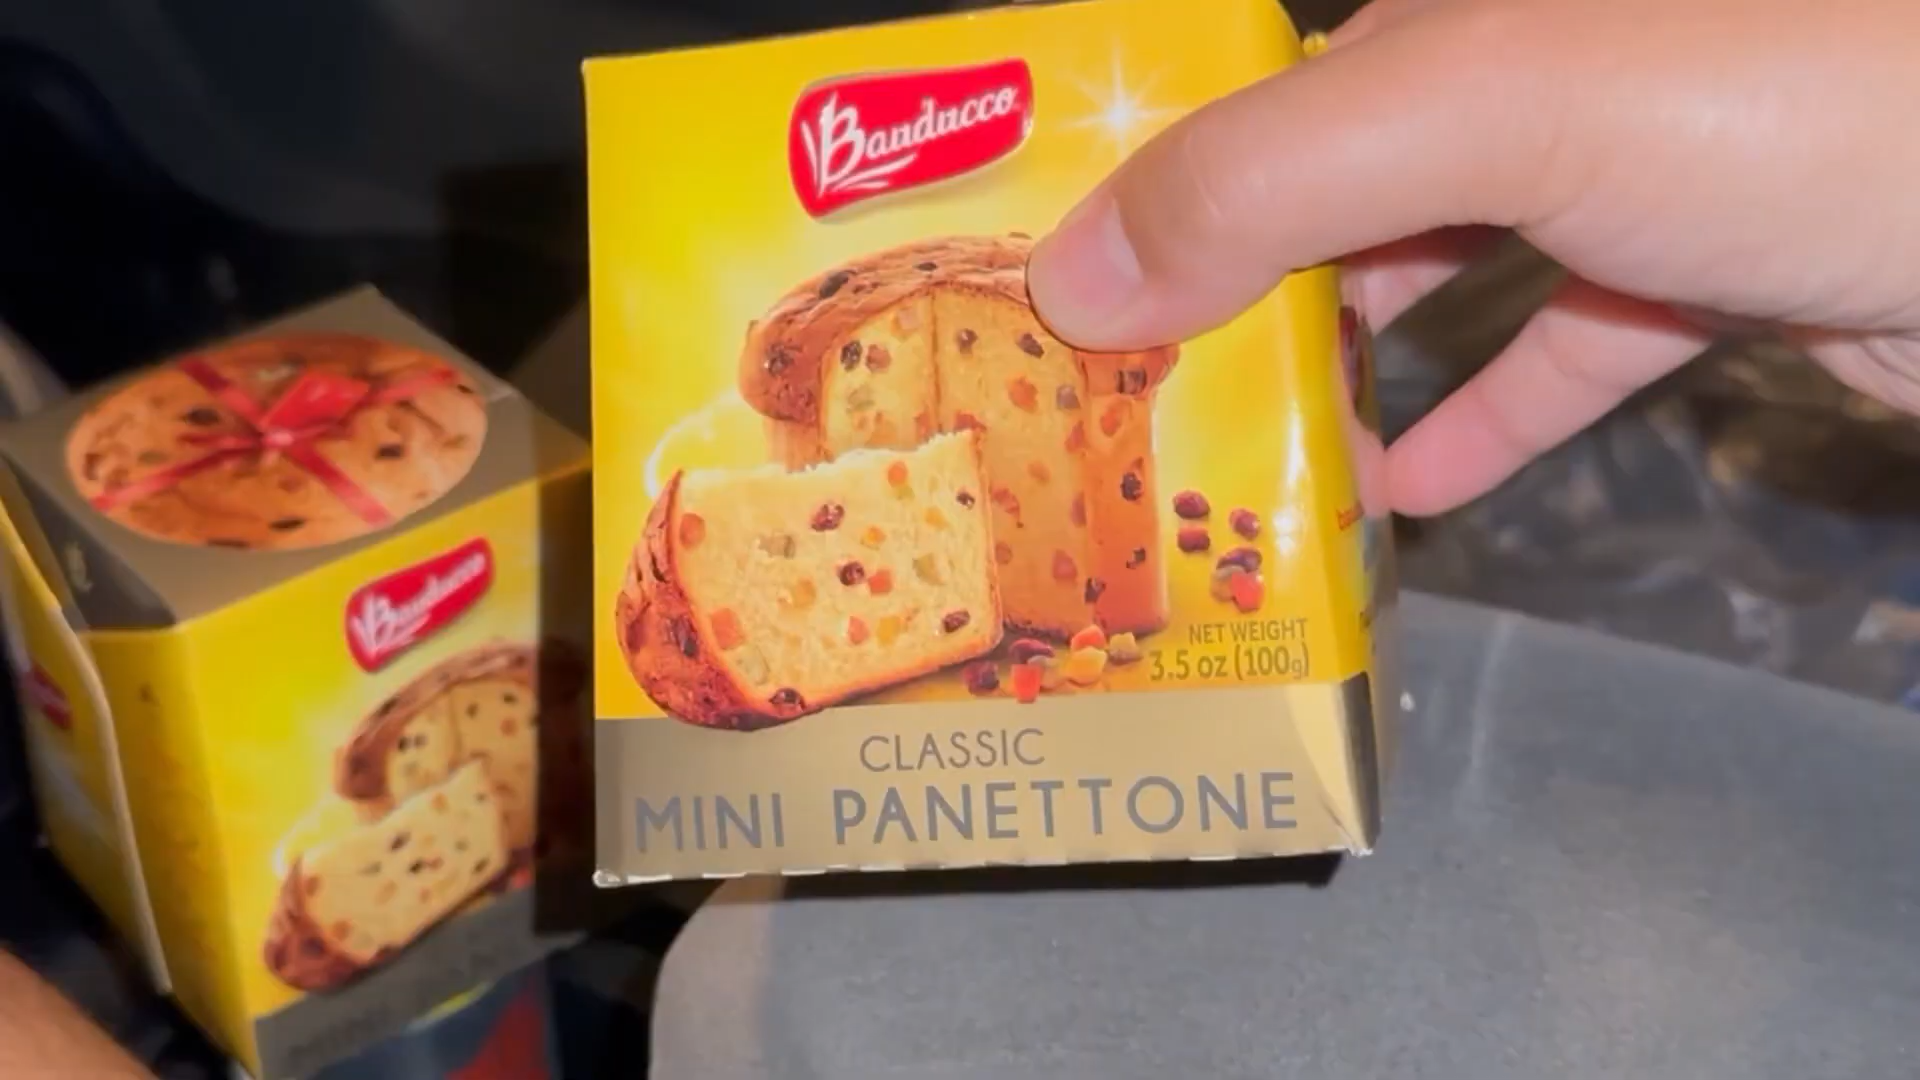 Bauducco
NET WEIGHT
3.5 oz (100g)
CLASSIC
MINI PANETTONE
Bauducco